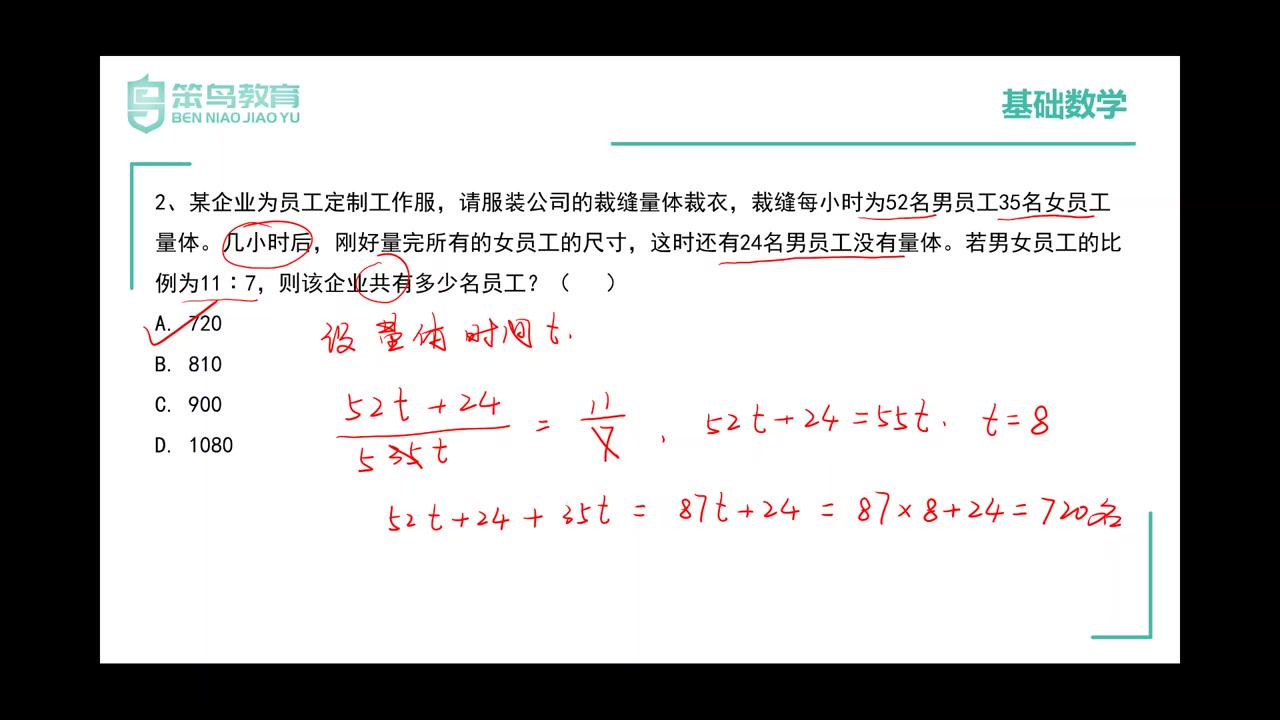 笨鸟教育
BEN NIAO JIAO YU
基础数学
2、某企业为员工定制工作服，请服装公司的裁缝量体裁衣，裁缝每小时为52名男员工35名女员工
量体。几小时后，刚好量完所有的女员工的尺寸，这时还有24名男员工没有量体。若男女员工的比
例为11：7，则该企业共有多少名员工？（ ）
A. 720
B. 810
C. 900
D. 1080
设量体时间t.
52t+24
5 35t
= 11
7
, 52t+24=55t. t=8
52t+24+35t = 87t+24 = 87×8+24=720名